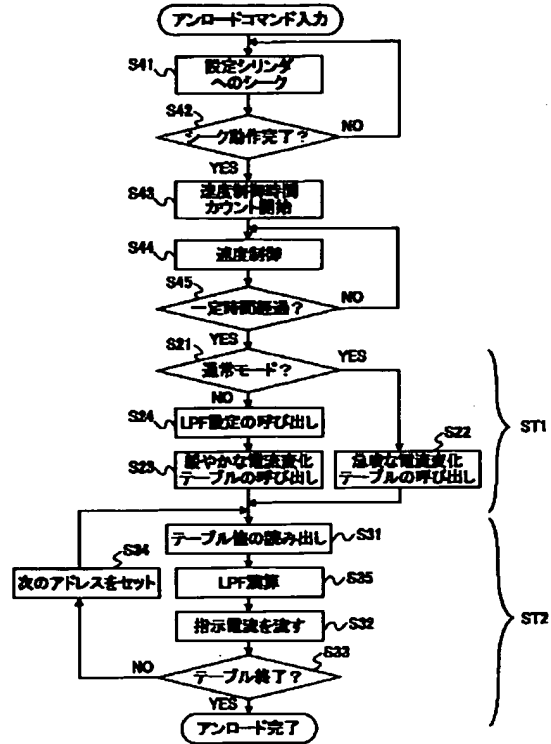 アンロードコマンド入力
S41
設定シリンダ
へのシーク
S42
シーク動作完了？
NO
YES
S43
速度制御時間
カウント開始
S44
速度制御
S45
一定時間経過？
NO
YES
S21
通常モード？
YES
NO
S24
LPF設定の呼び出し
S23
緩やかな電流変化
テーブルの呼び出し
S22
急峻な電流変化
テーブルの呼び出し
ST1
テーブル値の読み出し
S31
S34
次のアドレスをセット
LPF演算
S35
指示電流を流す
S32
S33
テーブル終了？
NO
YES
アンロード完了
ST2